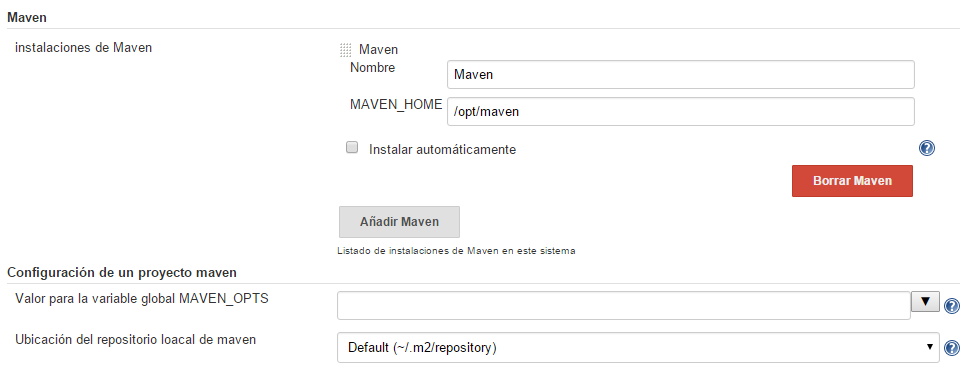 Maven
instalaciones de Maven
Maven
Nombre
Maven
MAVEN_HOME
/opt/maven
Instalar automáticamente
Borrar Maven
Añadir Maven
Listado de instalaciones de Maven en este sistema
Configuración de un proyecto maven
Valor para la variable global MAVEN_OPTS
Ubicación del repositorio loacal de maven
Default (~/.m2/repository)